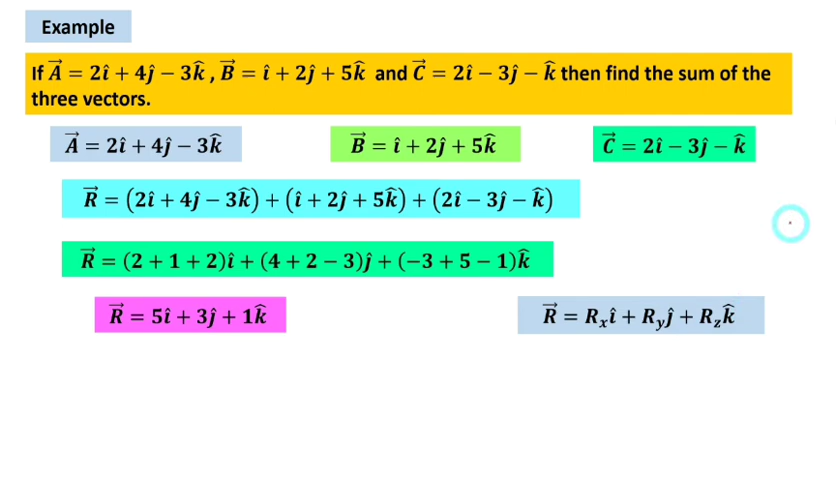 Example
If A⃗ = 2î + 4ĵ − 3k̂ , B⃗ = î + 2ĵ + 5k̂ and C⃗ = 2î − 3ĵ − k̂ then find the sum of the
three vectors.
A⃗ = 2î + 4ĵ − 3k̂ B⃗ = î + 2ĵ + 5k̂ C⃗ = 2î − 3ĵ − k̂
R⃗ = (2î + 4ĵ − 3k̂) + (î + 2ĵ + 5k̂) + (2î − 3ĵ − k̂)
R⃗ = (2 + 1 + 2)î + (4 + 2 − 3)ĵ + (−3 + 5 − 1)k̂
R⃗ = 5î + 3ĵ + 1k̂ R⃗ = Rₓî + R_yĵ + R_zk̂